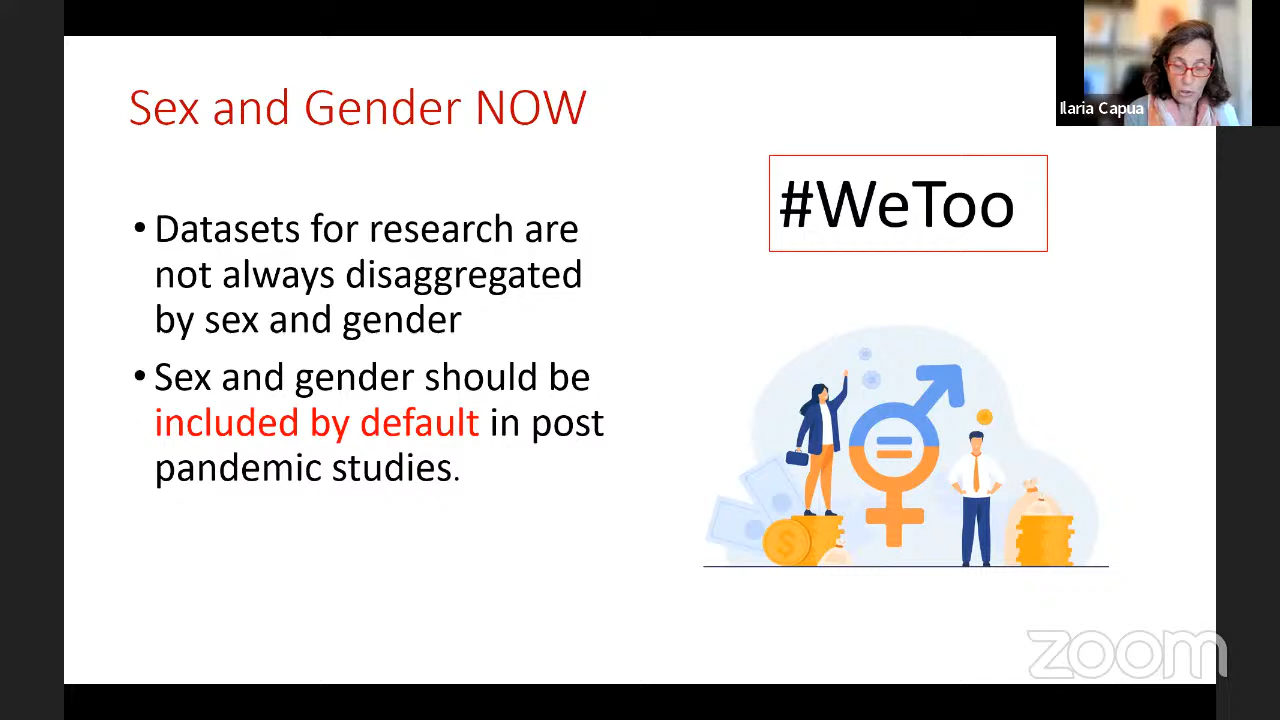 Sex and Gender NOW
Ilaria Capua
#WeToo
• Datasets for research are
not always disaggregated
by sex and gender
• Sex and gender should be
included by default in post
pandemic studies.
$
zoom